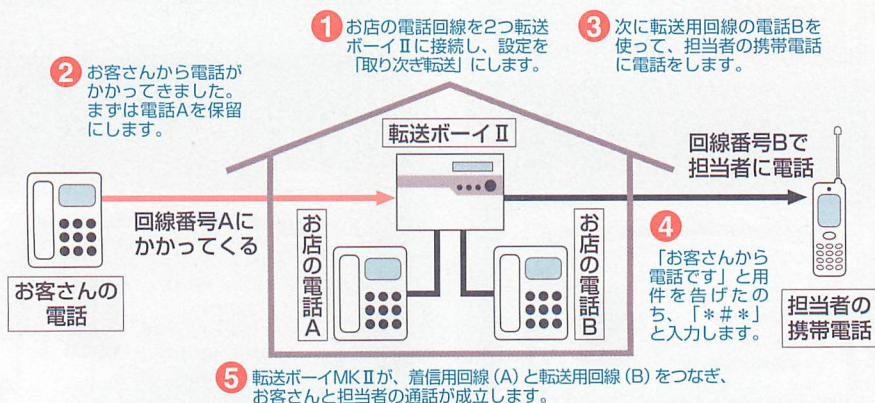 1 お店の電話回線を2つ転送
ボーイⅡに接続し、設定を
「取り次ぎ転送」にします。
2 お客さんから電話が
かかってきました。
まずは電話Aを保留
にします。
3 次に転送用回線の電話Bを
使って、担当者の携帯電話
に電話をします。
転送ボーイⅡ
回線番号Aに
かかってくる
お客さんの
電話
お店の電話A
お店の電話B
回線番号Bで
担当者に電話
4
「お客さんから
電話です」と用
件を告げたの
ち、「*#*」
と入力します。
担当者の
携帯電話
5 転送ボーイMKⅡが、着信用回線(A)と転送用回線(B)をつなぎ、
お客さんと担当者の通話が成立します。